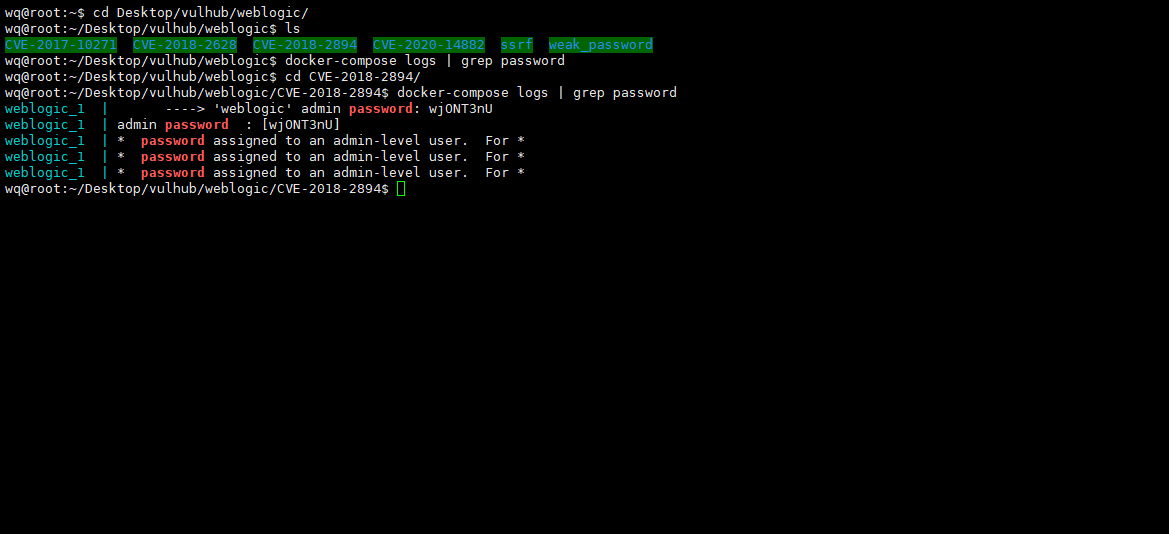 wq@root:~$ cd Desktop/vulhub/weblogic/
wq@root:~/Desktop/vulhub/weblogic$ ls
CVE-2017-10271  CVE-2018-2628  CVE-2018-2894  CVE-2020-14882  ssrf  weak_password
wq@root:~/Desktop/vulhub/weblogic$ docker-compose logs | grep password
wq@root:~/Desktop/vulhub/weblogic$ cd CVE-2018-2894/
wq@root:~/Desktop/vulhub/weblogic/CVE-2018-2894$ docker-compose logs | grep password
weblogic_1  |       ----> 'weblogic' admin password: wjONT3nU
weblogic_1  | admin password  : [wjONT3nU]
weblogic_1  | *  password assigned to an admin-level user.  For *
weblogic_1  | *  password assigned to an admin-level user.  For *
weblogic_1  | *  password assigned to an admin-level user.  For *
wq@root:~/Desktop/vulhub/weblogic/CVE-2018-2894$